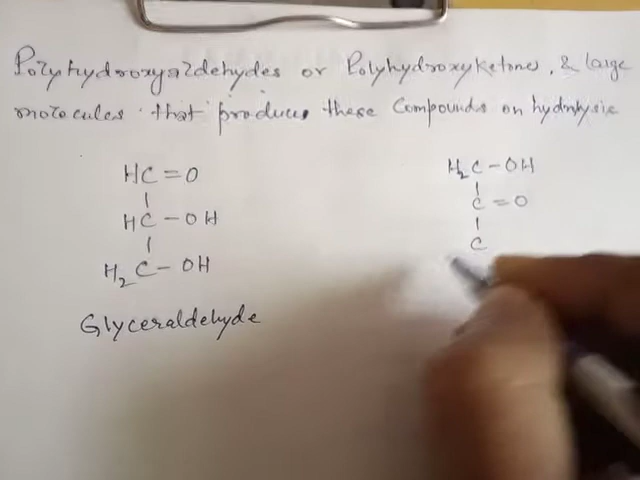 Polyhydroxyaldehydes or Polyhydroxyketones, & large
molecules that produces these Compounds on hydrolysis
HC=O
HC-OH
H₂C-OH
Glyceraldehyde
H₂C-OH
C=O
C